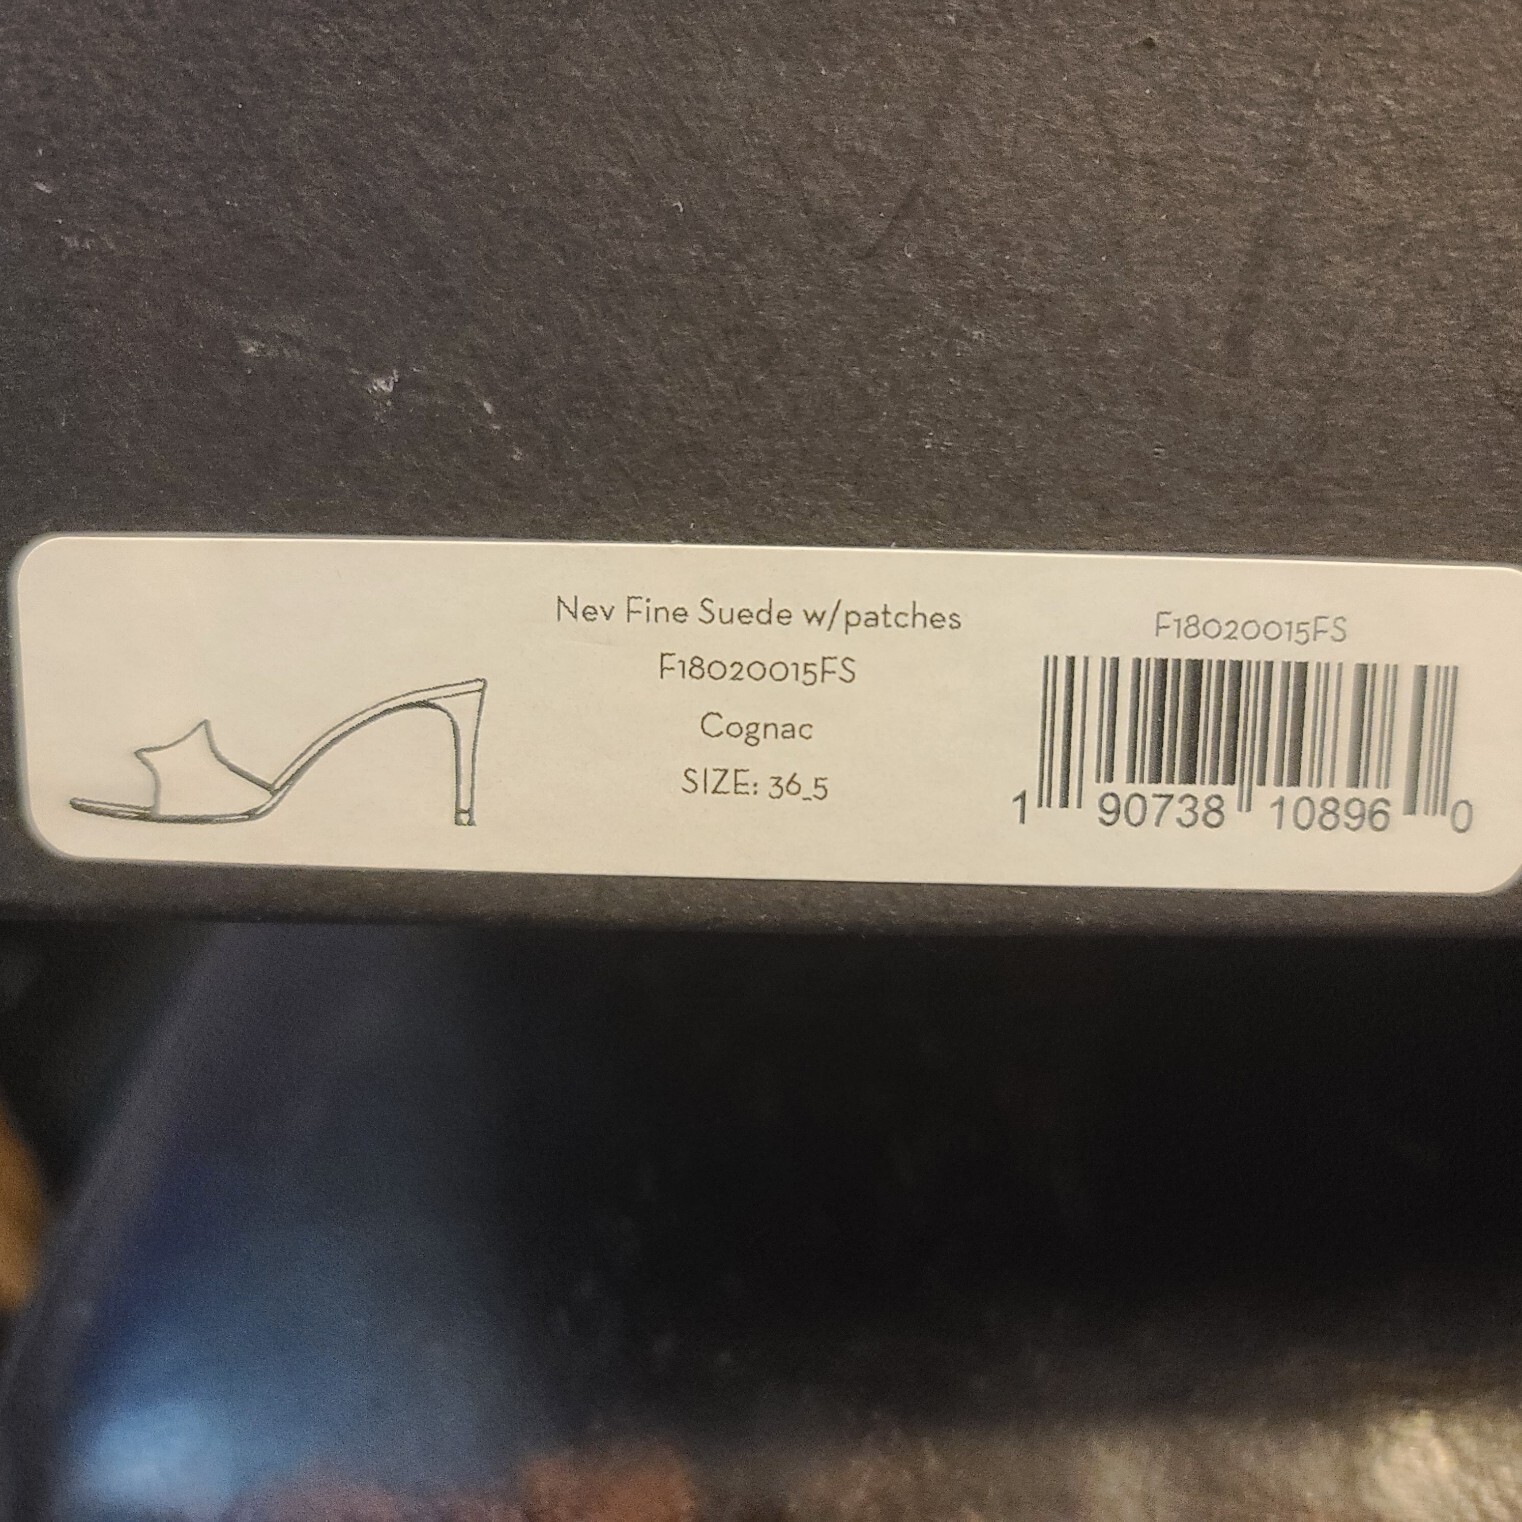 Nev Fine Suede w/patches
F18020015FS
Cognac
SIZE: 36_5
F18020015FS
1 90738 10896 0